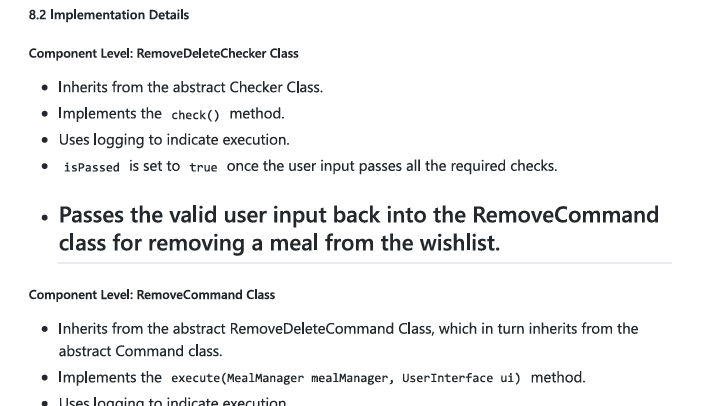 8.2 Implementation Details
Component Level: RemoveDeleteChecker Class
• Inherits from the abstract Checker Class.
• Implements the check() method.
• Uses logging to indicate execution.
• isPassed is set to true once the user input passes all the required checks.
• Passes the valid user input back into the RemoveCommand
class for removing a meal from the wishlist.
Component Level: RemoveCommand Class
• Inherits from the abstract RemoveDeleteCommand Class, which in turn inherits from the
abstract Command class.
• Implements the execute(MealManager mealManager, UserInterface ui) method.
• Uses logging to indicate execution.